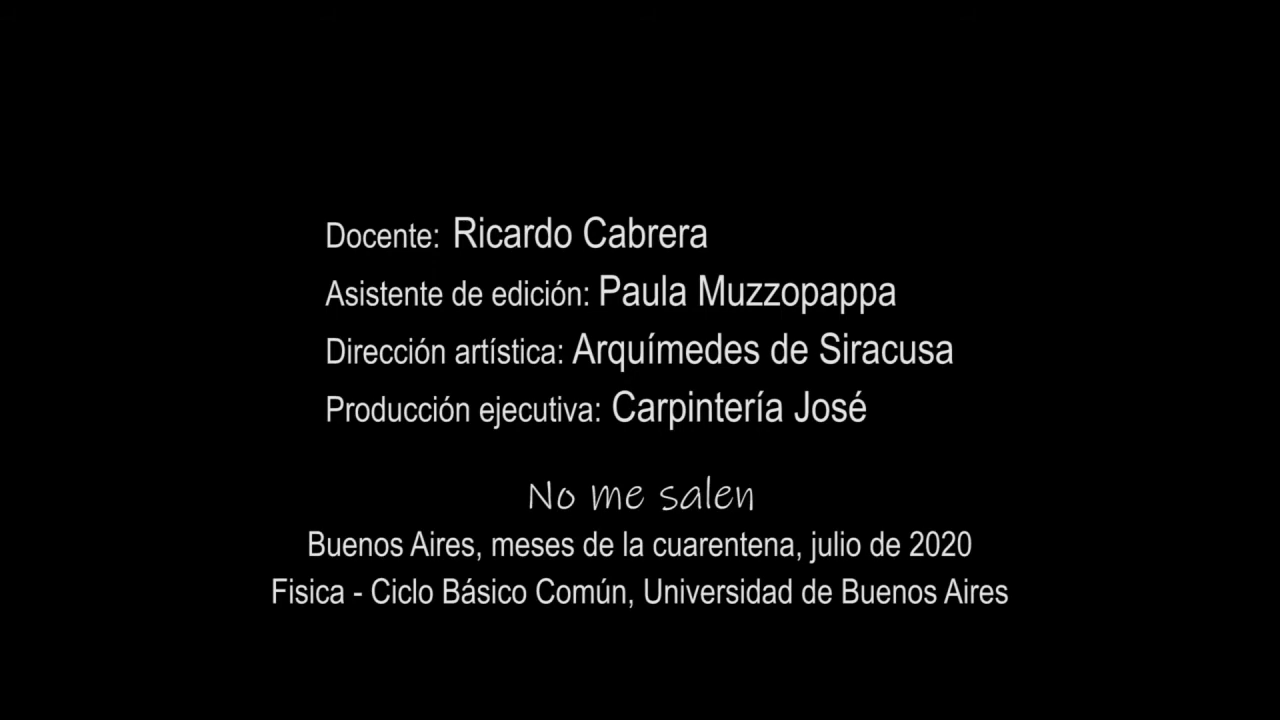 Docente: Ricardo Cabrera
Asistente de edición: Paula Muzzopappa
Dirección artística: Arquímedes de Siracusa
Producción ejecutiva: Carpintería José
No me salen
Buenos Aires, meses de la cuarentena, julio de 2020
Fisica - Ciclo Básico Común, Universidad de Buenos Aires